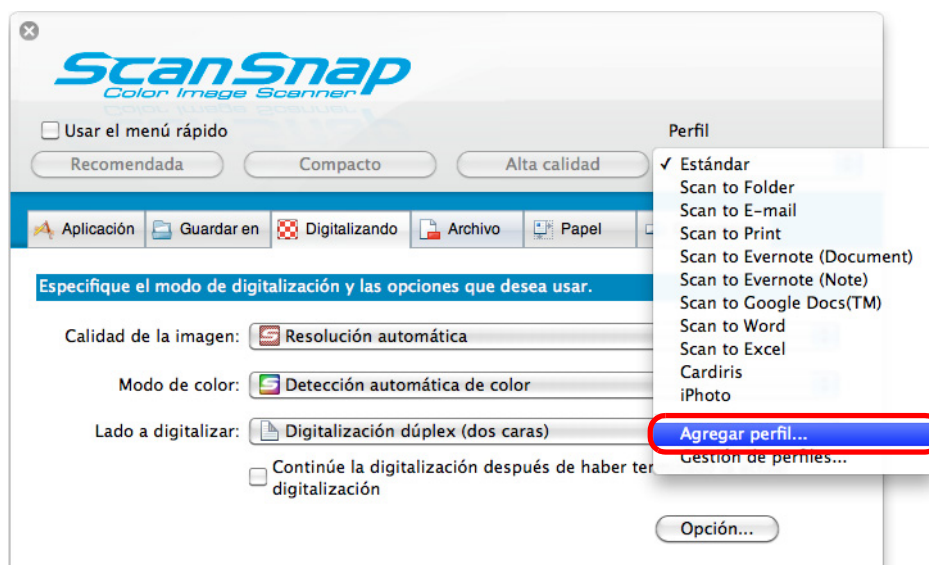 ScanSnap
Color Image Scanner
Usar el menú rápido
Perfil
Recomendada
Compacto
Alta calidad
✓ Estándar
Scan to Folder
Scan to E-mail
Scan to Print
Scan to Evernote (Document)
Scan to Evernote (Note)
Scan to Google Docs(TM)
Scan to Word
Scan to Excel
Cardiris
iPhoto
Agregar perfil...
Gestión de perfiles...
Aplicación
Guardar en
Digitalizando
Archivo
Papel
Especifique el modo de digitalización y las opciones que desea usar.
Calidad de la imagen: Resolución automática
Modo de color: Detección automática de color
Lado a digitalizar: Digitalización dúplex (dos caras)
Continúe la digitalización después de haber ter
digitalización
Opción...